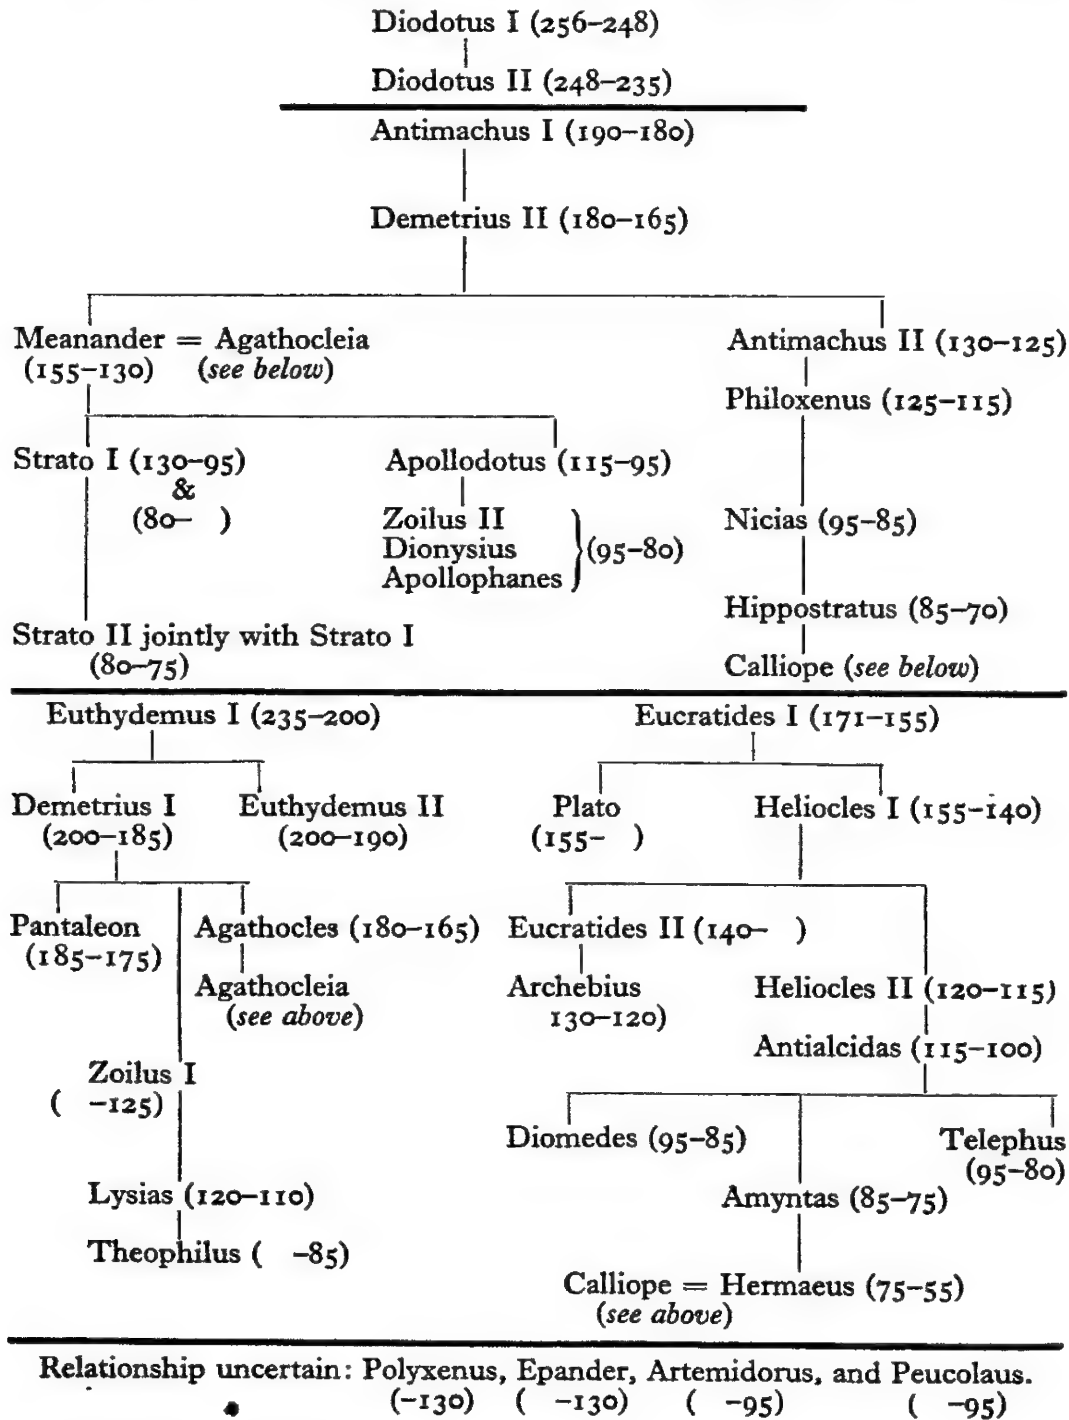 Diodotus I (256–248)
Diodotus II (248–235)
Antimachus I (190–180)
Demetrius II (180–165)
Meanander = Agathocleia
(155–130) (see below)
Antimachus II (130–125)
Philoxenus (125–115)
Strato I (130–95)
&
(80– )
Apollodotus (115–95)
Zoilus II
Dionysius
Apollophanes
(95–80)
Nicias (95–85)
Hippostratus (85–70)
Strato II jointly with Strato I
(80–75)
Calliope (see below)
Euthydemus I (235–200)
Demetrius I
(200–185)
Euthydemus II
(200–190)
Pantaleon
(185–175)
Agathocles (180–165)
Agathocleia
(see above)
Zoilus I
( –125)
Lysias (120–110)
Theophilus ( –85)
Eucratides I (171–155)
Plato
(155– )
Heliocles I (155–140)
Eucratides II (140– )
Archebius
130–120)
Heliocles II (120–115)
Antialcidas (115–100)
Diomedes (95–85)
Telephus
(95–80)
Amyntas (85–75)
Calliope = Hermaeus (75–55)
(see above)
Relationship uncertain: Polyxenus, Epander, Artemidorus, and Peucolaus.
(–130) ( –130) ( –95) ( –95)